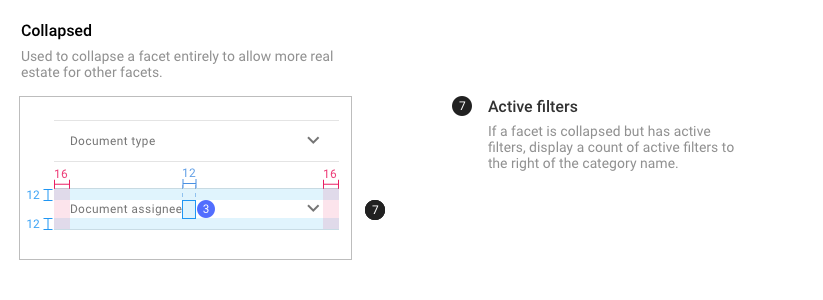 Collapsed
Used to collapse a facet entirely to allow more real
estate for other facets.
Document type
16
12
16
12
Document assignee
3
12
7
7
Active filters
If a facet is collapsed but has active
filters, display a count of active filters to
the right of the category name.